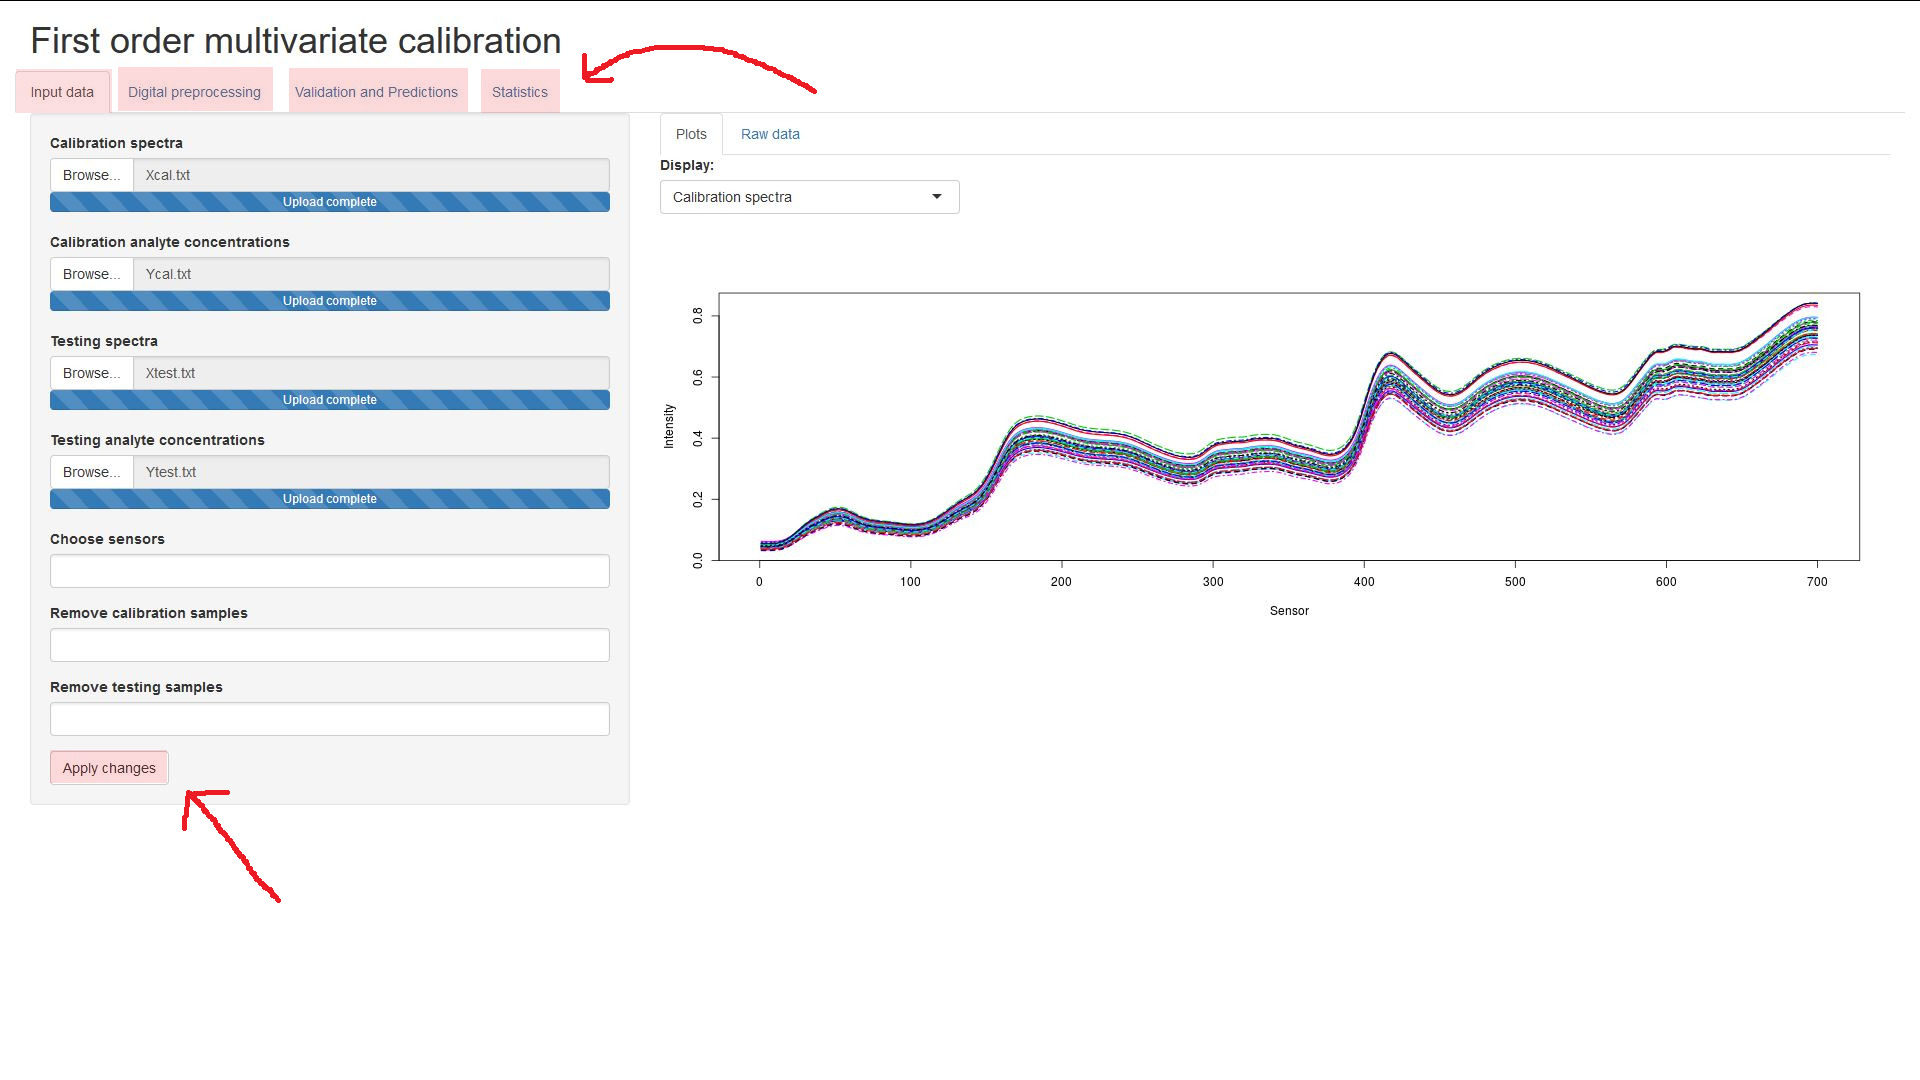 First order multivariate calibration
Input data Digital preprocessing Validation and Predictions Statistics
Calibration spectra
Browse... Xcal.txt
Upload complete
Calibration analyte concentrations
Browse... Ycal.txt
Upload complete
Testing spectra
Browse... Xtest.txt
Upload complete
Testing analyte concentrations
Browse... Ytest.txt
Upload complete
Choose sensors
Remove calibration samples
Remove testing samples
Apply changes
Plots Raw data
Display:
Calibration spectra
Intensity
0.8
0.6
0.4
0.2
0.0
0 100 200 300 400 500 600 700
Sensor